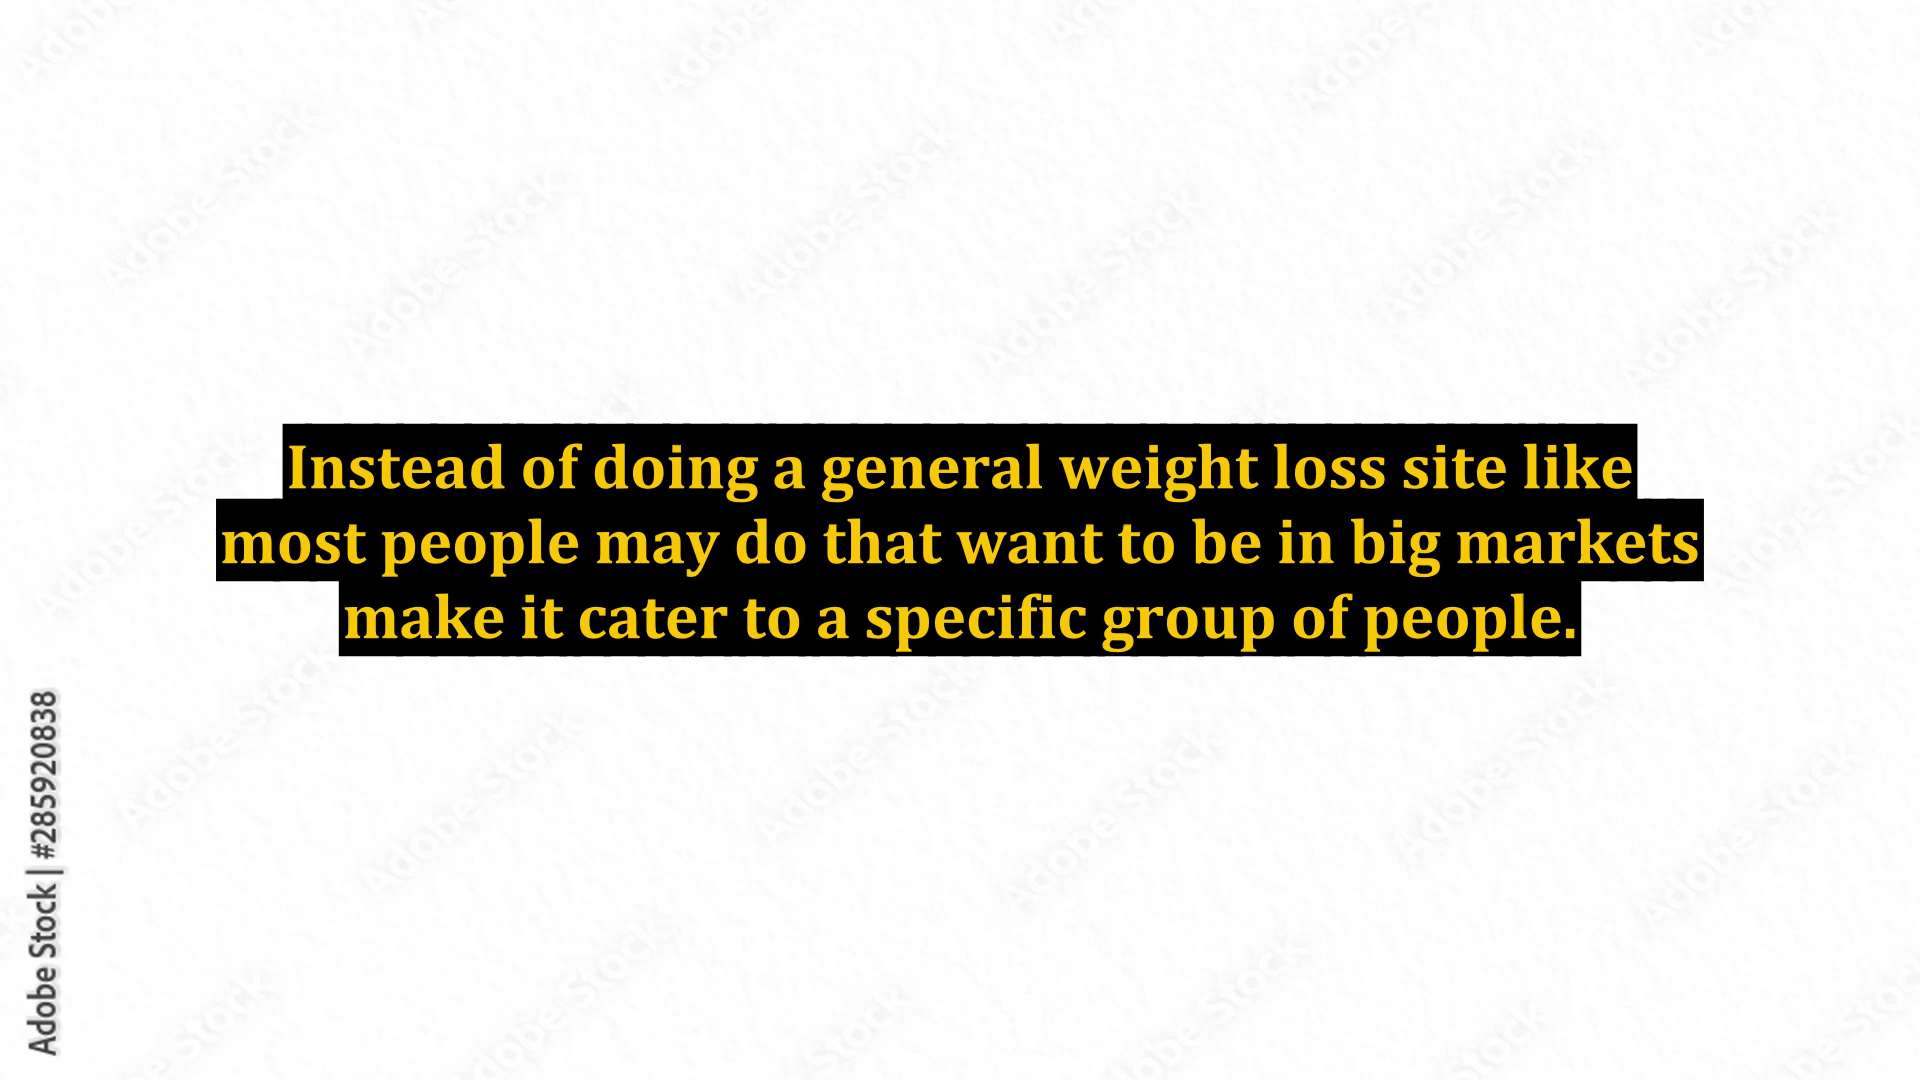 Instead of doing a general weight loss site like
most people may do that want to be in big markets
make it cater to a specific group of people.
Adobe Stock | #285920838